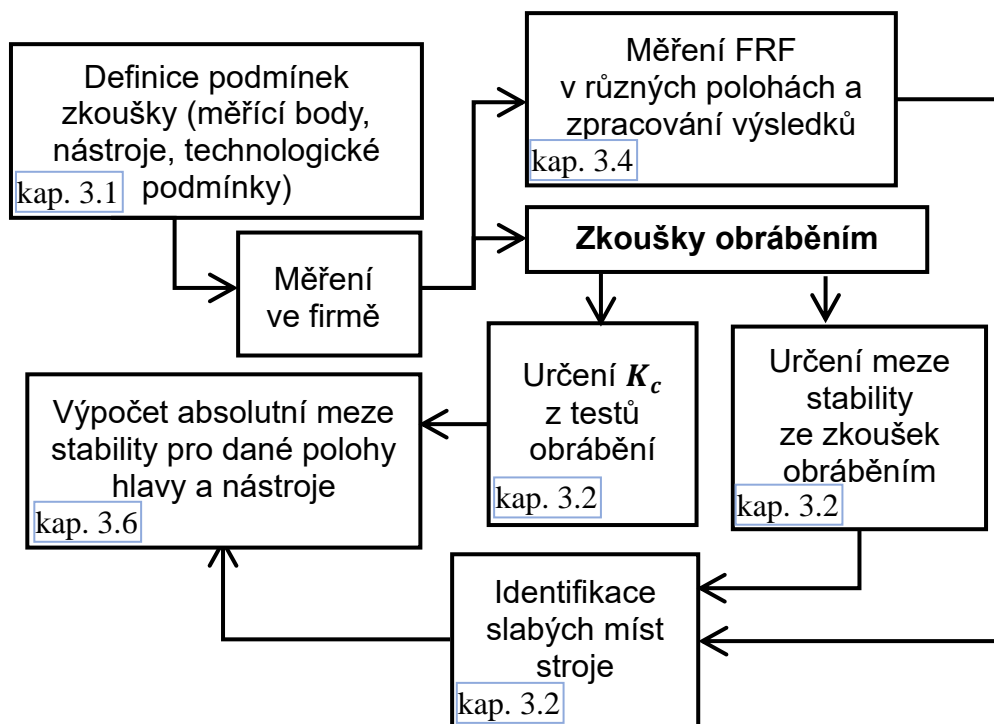 Definice podmínek
zkoušky (měřící body,
nástroje, technologické
podmínky)
kap. 3.1
Měření
ve firmě
Měření FRF
v různých polohách a
zpracování výsledků
kap. 3.4
Zkoušky obráběním
Určení K_c
z testů
obrábění
kap. 3.2
Určení meze
stability
ze zkoušek
obráběním
kap. 3.2
Výpočet absolutní meze
stability pro dané polohy
hlavy a nástroje
kap. 3.6
Identifikace
slabých míst
stroje
kap. 3.2